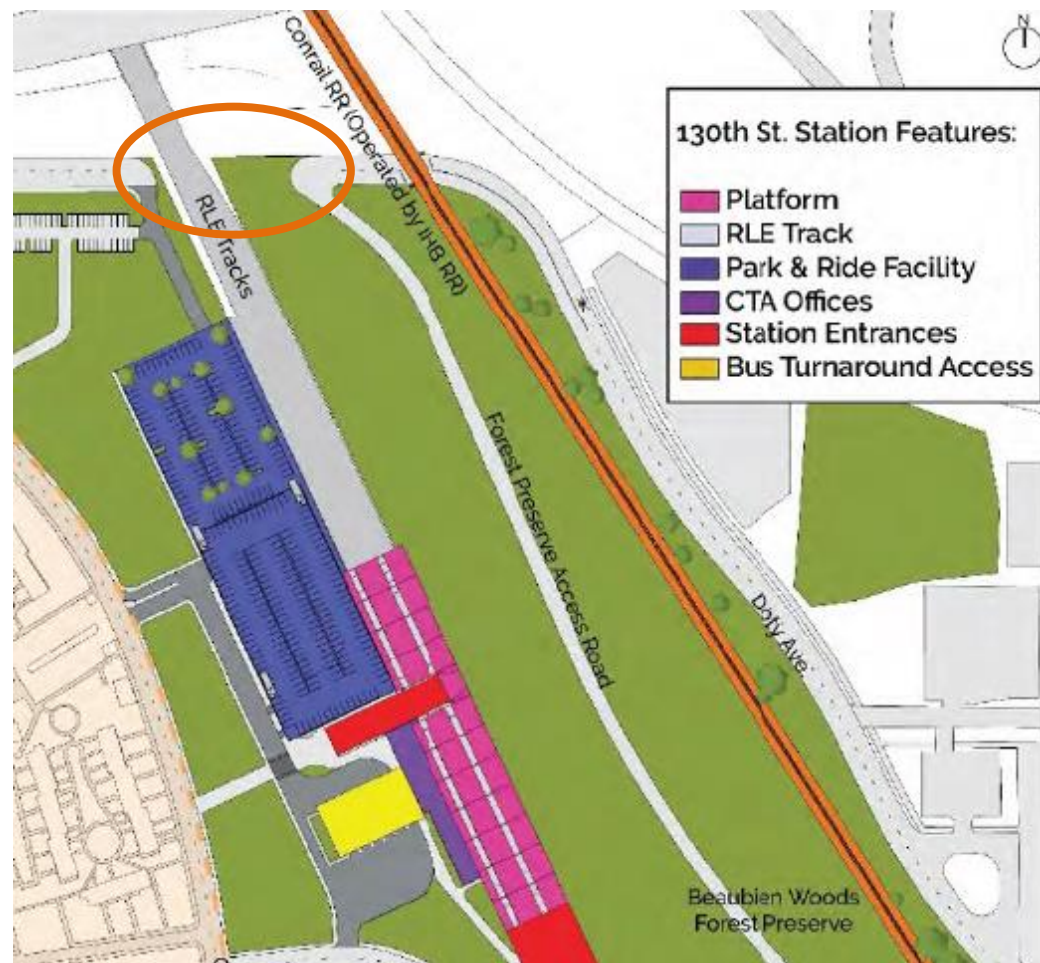 N
Conrail RR (Operated by IHB RR)
130th St. Station Features:
Platform
RLE Track
Park & Ride Facility
CTA Offices
Station Entrances
Bus Turnaround Access
RLE Tracks
Forest Preserve Access Road
Doty Ave.
Beaubien Woods
Forest Preserve